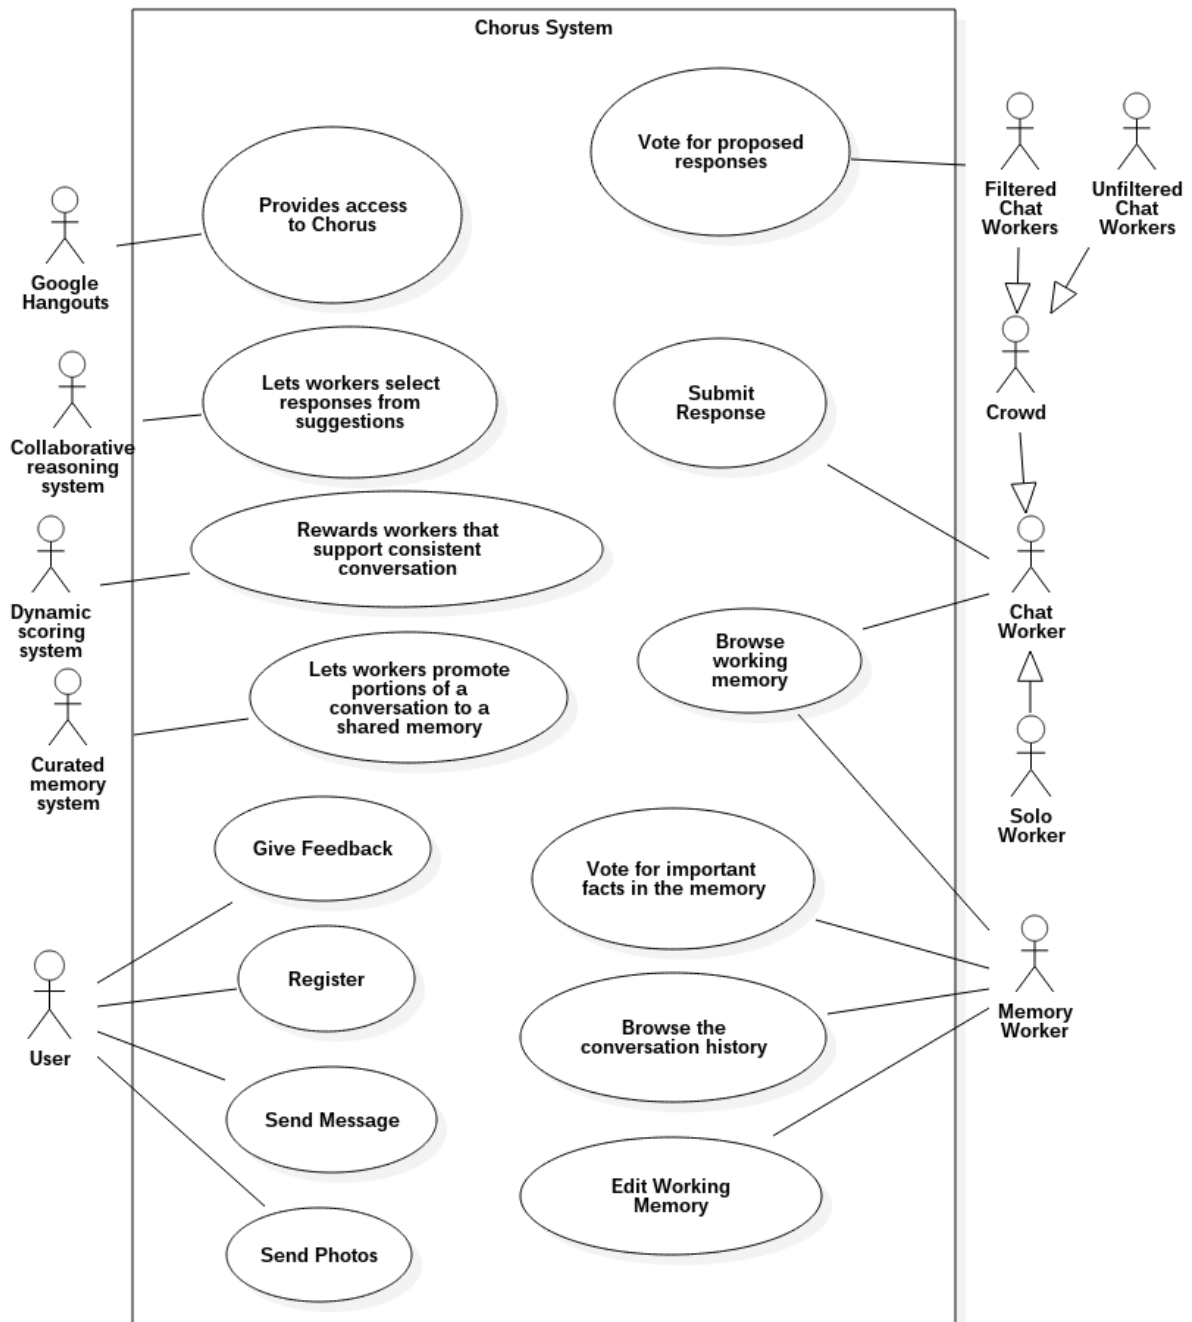 Chorus System
Vote for proposed
responses
Filtered
Chat
Workers
Unfiltered
Chat
Workers
Provides access
to Chorus
Google
Hangouts
Lets workers select
responses from
suggestions
Submit
Response
Crowd
Collaborative
reasoning
system
Rewards workers that
support consistent
conversation
Dynamic
scoring
system
Chat
Worker
Browse
working
memory
Lets workers promote
portions of a
conversation to a
shared memory
Curated
memory
system
Solo
Worker
Give Feedback
Vote for important
facts in the memory
Register
Memory
Worker
Browse the
conversation history
User
Send Message
Edit Working
Memory
Send Photos